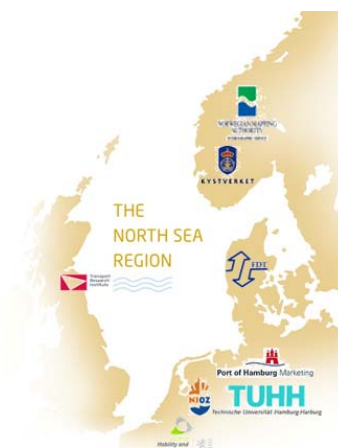 NORWEGIAN MAPPING
AUTHORITY
KYSTVERKET
THE
NORTH SEA
REGION
FDT
Transport
Research
Institute
Port of Hamburg Marketing
NIOZ
TUHH
Technische Universität Hamburg-Harburg
Mobility and